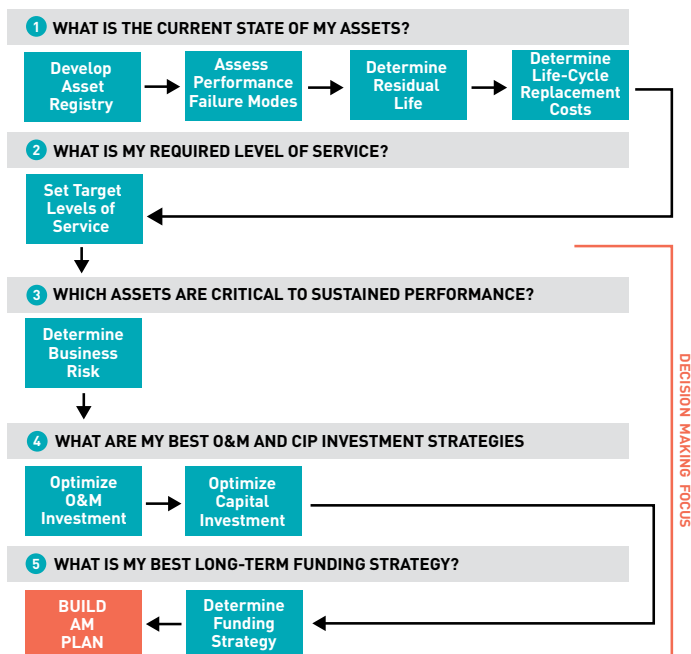 1 WHAT IS THE CURRENT STATE OF MY ASSETS?
Develop
Asset
Registry
Assess
Performance
Failure Modes
Determine
Residual
Life
Determine
Life-Cycle
Replacement
Costs
2 WHAT IS MY REQUIRED LEVEL OF SERVICE?
Set Target
Levels of
Service
3 WHICH ASSETS ARE CRITICAL TO SUSTAINED PERFORMANCE?
Determine
Business
Risk
4 WHAT ARE MY BEST O&M AND CIP INVESTMENT STRATEGIES
Optimize
O&M
Investment
Optimize
Capital
Investment
5 WHAT IS MY BEST LONG-TERM FUNDING STRATEGY?
BUILD
AM
PLAN
Determine
Funding
Strategy
DECISION MAKING FOCUS